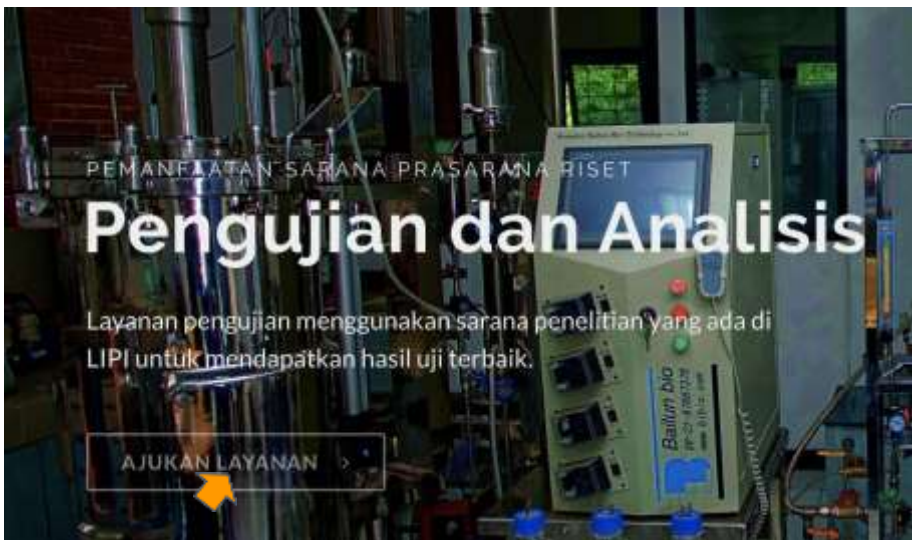 PEMANFAATAN SARANA PRASARANA RISET
Pengujian dan Analisis
Layanan pengujian menggunakan sarana penelitian yang ada di
LIPI untuk mendapatkan hasil uji terbaik.
AJUKAN LAYANAN >
Bailun bio